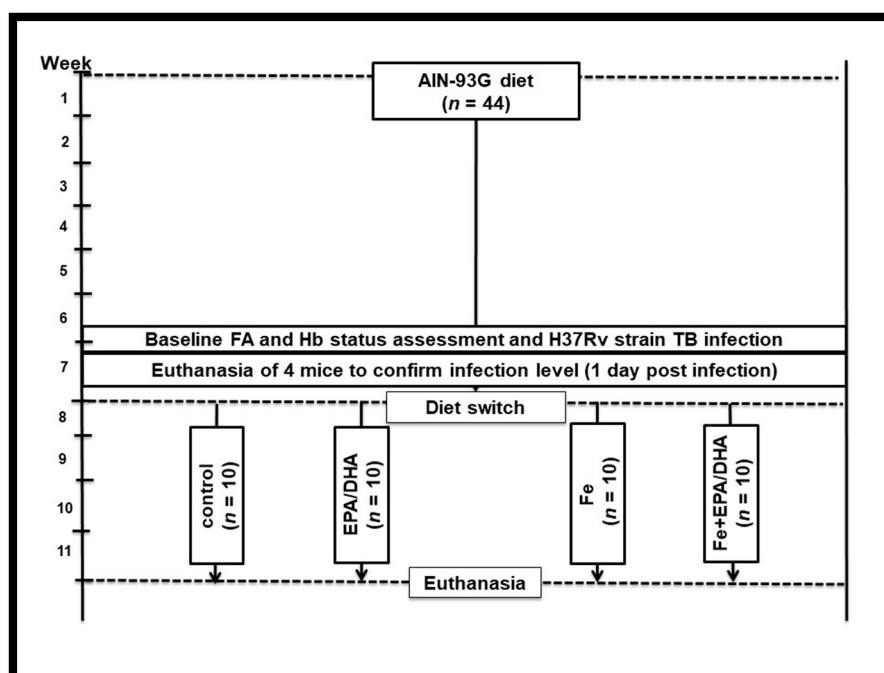 Week
AIN-93G diet
(n = 44)
1
2
3
4
5
6
Baseline FA and Hb status assessment and H37Rv strain TB infection
7
Euthanasia of 4 mice to confirm infection level (1 day post infection)
Diet switch
8
9
10
11
control
(n = 10)
EPA/DHA
(n = 10)
Fe
(n = 10)
Fe+EPA/DHA
(n = 10)
Euthanasia